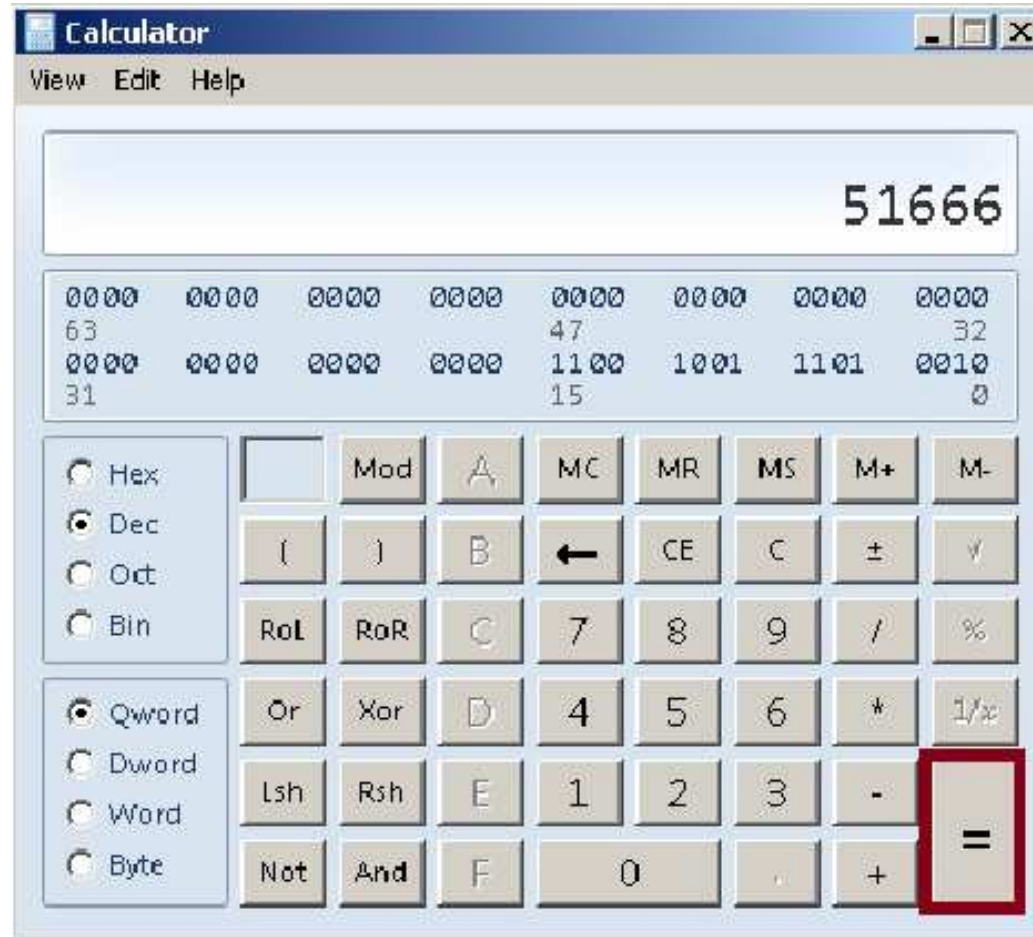 Calculator
View Edit Help
51666
0000 0000 0000 0000 0000 0000 0000 0000
63 47 32
0000 0000 0000 0000 1100 1001 1101 0010
31 15 0
Hex Mod A MC MR MS M+ M-
Dec
( ) B ← CE C ± √
Oct
Bin RoL RoR C 7 8 9 / %
Qword Or Xor D 4 5 6 * 1/x
Dword
Lsh Rsh E 1 2 3 - =
Word
Byte Not And F 0 . +